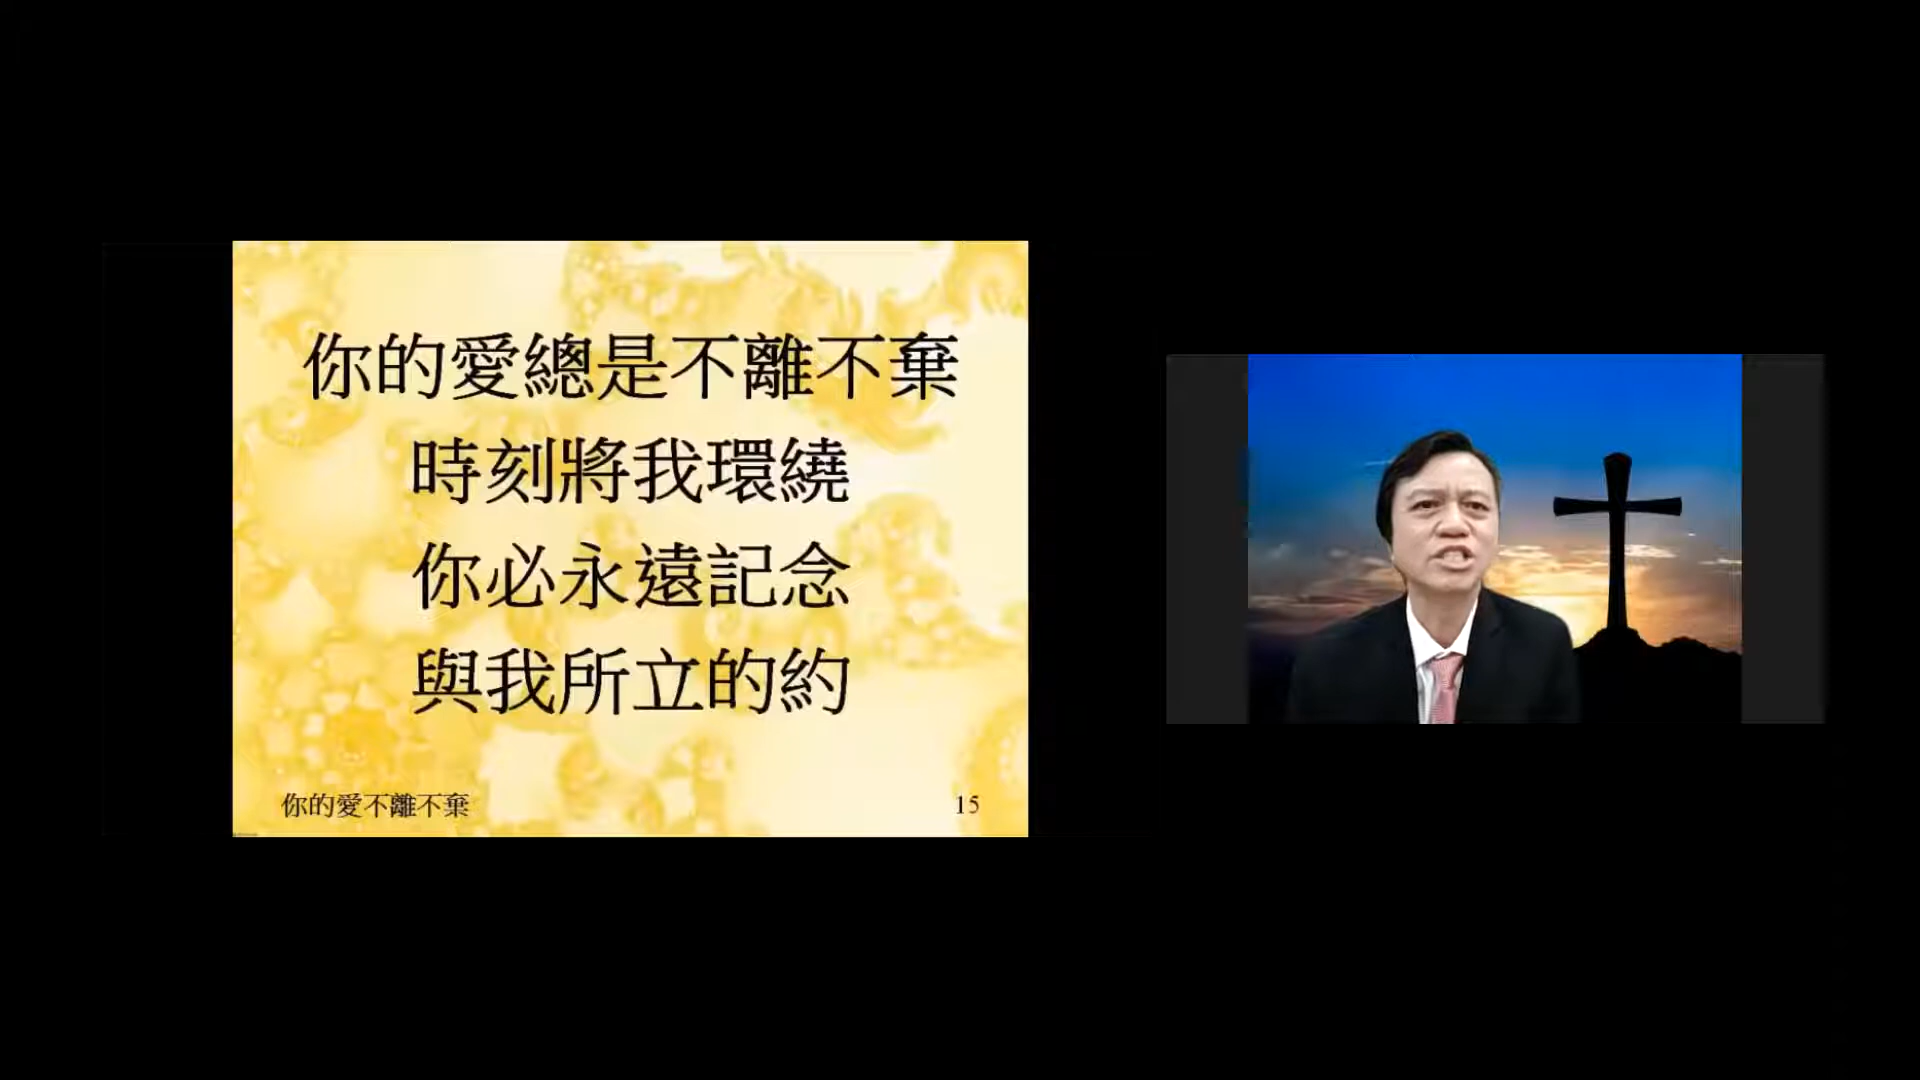 你的愛總是不離不棄
時刻將我環繞
你必永遠記念
與我所立的約
你的愛不離不棄
15